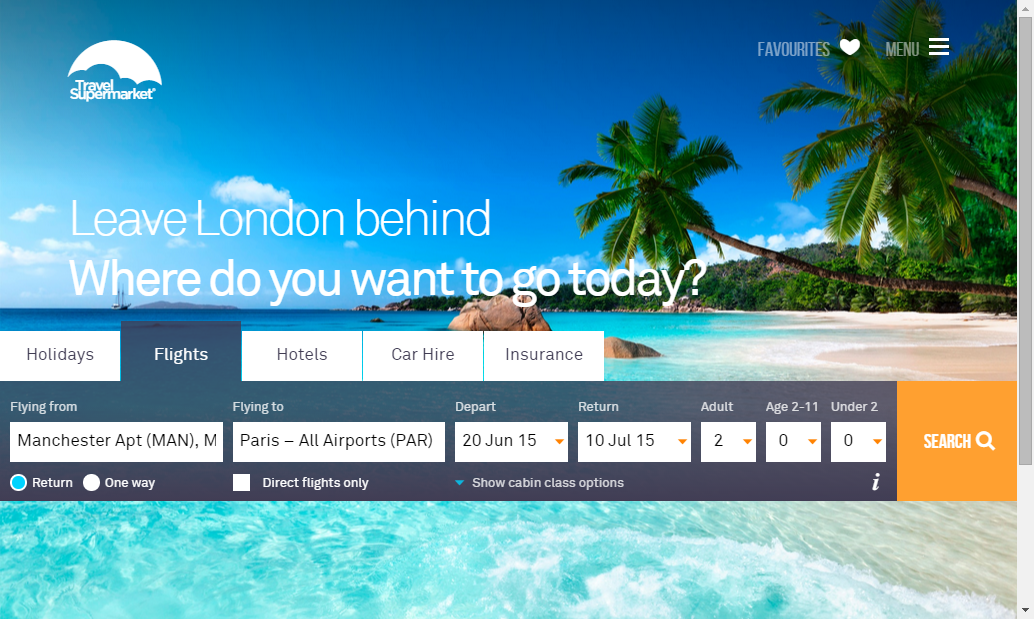 FAVOURITES
MENU
Travel
Supermarket
Leave London behind
Where do you want to go today?
Holidays
Flights
Hotels
Car Hire
Insurance
Flying from
Flying to
Depart
Return
Adult
Age 2-11
Under 2
Manchester Apt (MAN), M
Paris – All Airports (PAR)
20 Jun 15
10 Jul 15
2
0
0
SEARCH
Return
One way
Direct flights only
Show cabin class options
i